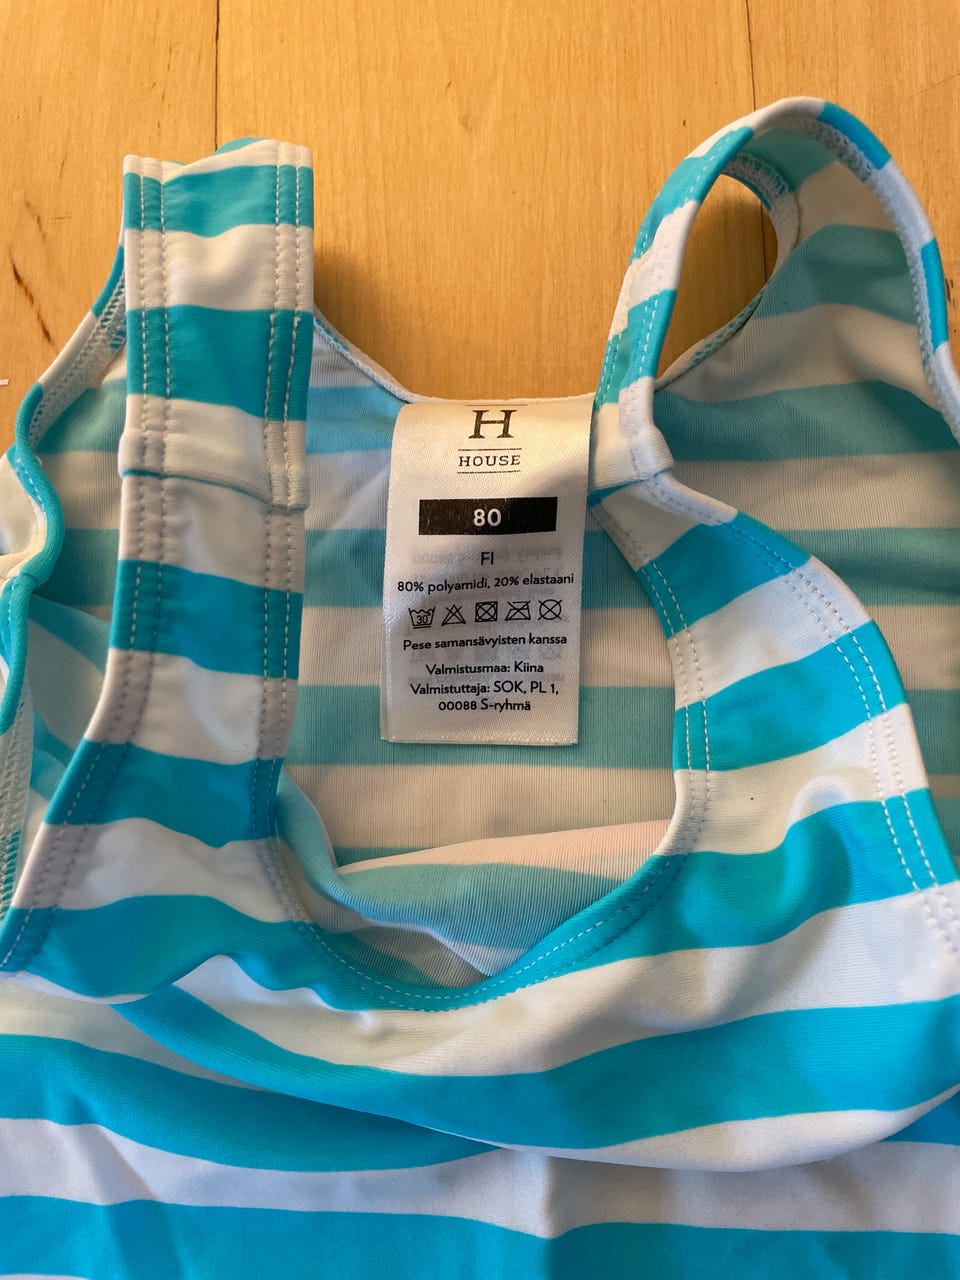 H
HOUSE
80
FI
80% polyamidi, 20% elastaani
30°
Pese samansävyisten kanssa
Valmistusmaa: Kiina
Valmistuttaja: SOK, PL 1,
00088 S-ryhmä